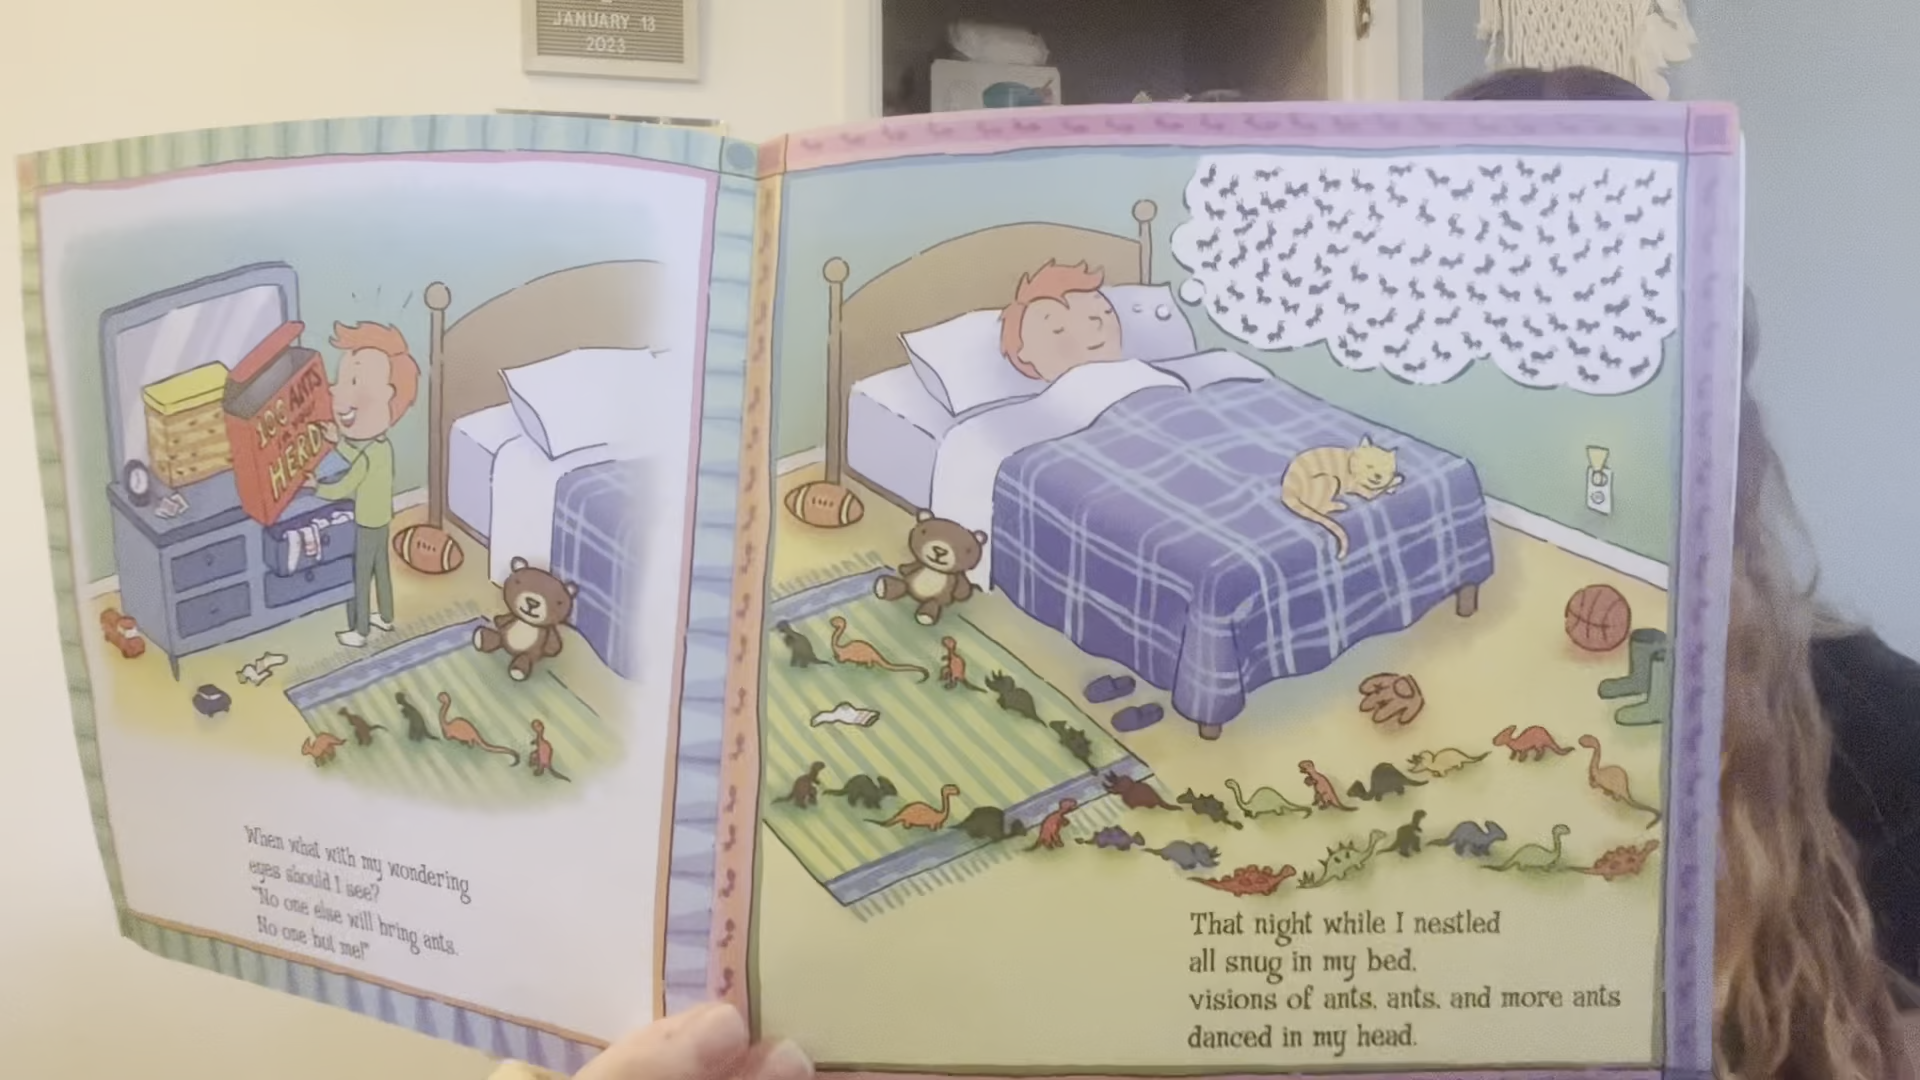 JANUARY 13
2023
100 ANTS
HERD
When what with my wondering
eyes should I see?
"No one else will bring ants.
No one but me!"
That night while I nestled
all snug in my bed,
visions of ants, ants, and more ants
danced in my head.